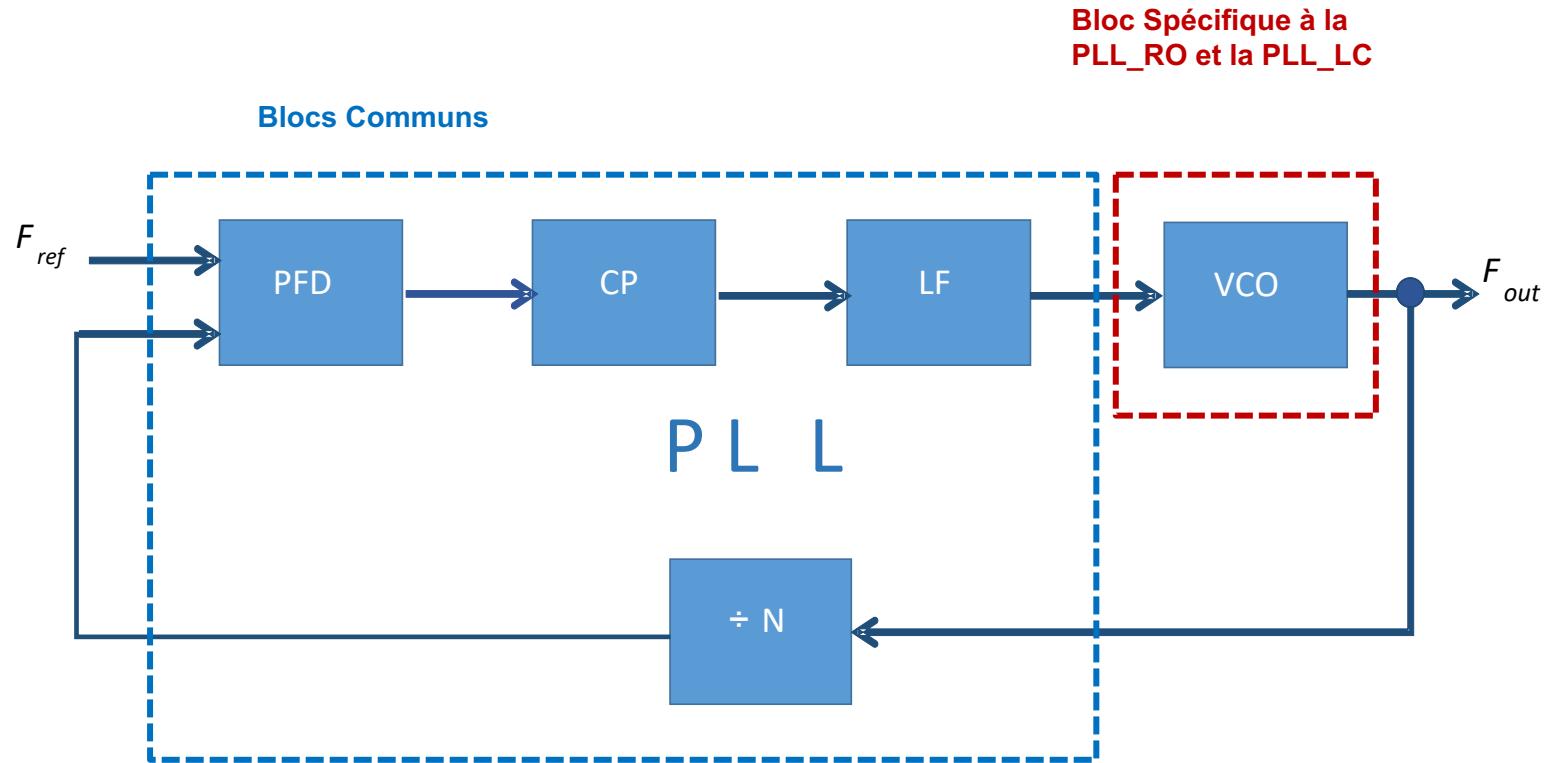 Bloc Spécifique à la
PLL_RO et la PLL_LC
Blocs Communs
F ref
PFD
CP
LF
VCO
F out
P L L
÷ N